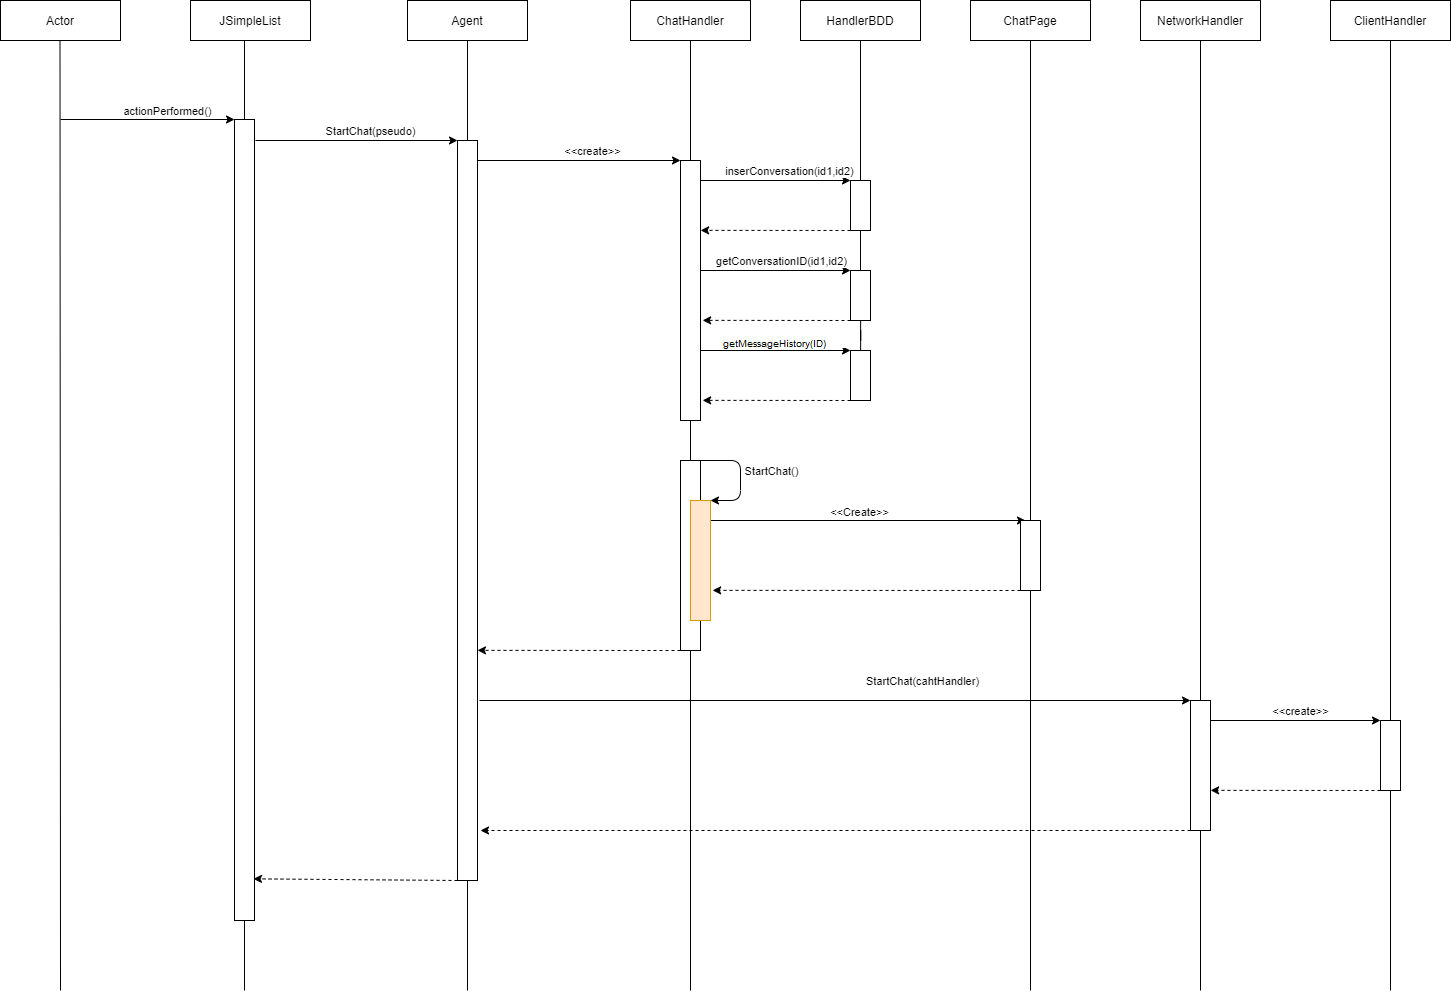 Actor
JSimpleList
Agent
ChatHandler
HandlerBDD
ChatPage
NetworkHandler
ClientHandler
actionPerformed()
StartChat(pseudo)
<<create>>
inserConversation(id1,id2)
getConversationID(id1,id2)
getMessageHistory(ID)
StartChat()
<<Create>>
StartChat(cahtHandler)
<<create>>